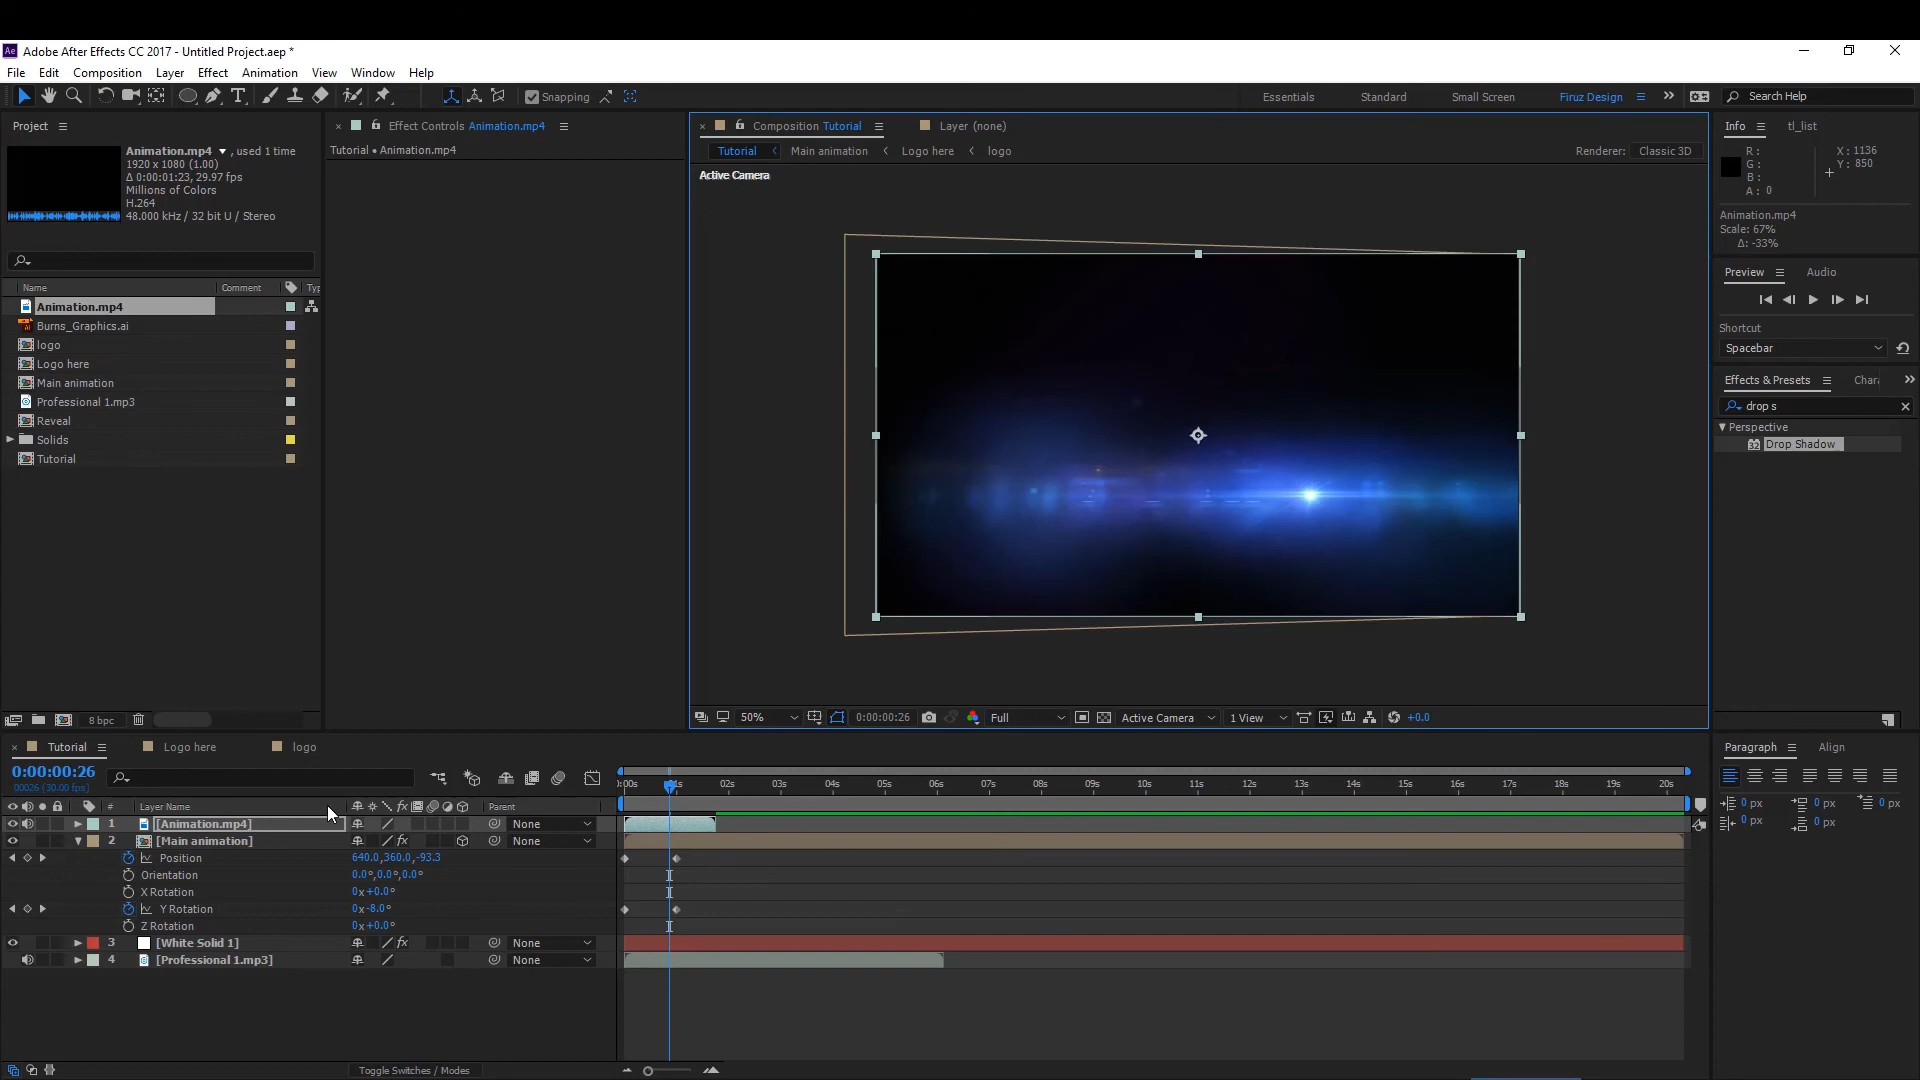 Adobe After Effects CC 2017 - Untitled Project.aep *
File Edit Composition Layer Effect Animation View Window Help
Snapping
Essentials Standard Small Screen Firuz Design Search Help
Project
Animation.mp4 , used 1 time
1920 x 1080 (1.00)
Δ 0:00:01:23, 29.97 fps
Millions of Colors
H.264
48.000 kHz / 32 bit U / Stereo
Name Comment Typ
Animation.mp4
Burns_Graphics.ai
logo
Logo here
Main animation
Professional 1.mp3
Reveal
Solids
Tutorial
8 bpc
Effect Controls Animation.mp4
Tutorial • Animation.mp4
Composition Tutorial Layer (none)
Tutorial Main animation Logo here logo Renderer: Classic 3D
Active Camera
50% 0:00:00:26 Full Active Camera 1 View +0.0
Info tl_list
R :
G :
B :
A : 0
X : 1136
Y : 850
Animation.mp4
Scale: 67%
Δ: -33%
Preview Audio
Shortcut
Spacebar
Effects & Presets Chara
drop s
Perspective
32 Drop Shadow
Tutorial Logo here logo
0:00:00:26
00026 (30.00 fps)
:00s 1s 02s 03s 04s 05s 06s 07s 08s 09s 10s 11s 12s 13s 14s 15s 16s 17s 18s 19s 20s
# Layer Name fx Parent
1 [Animation.mp4] None
2 [Main animation] fx None
Position 640.0,360.0,-93.3
Orientation 0.0°,0.0°,0.0°
X Rotation 0x+0.0°
Y Rotation 0x-8.0°
Z Rotation 0x+0.0°
3 [White Solid 1] fx None
4 [Professional 1.mp3] None
Toggle Switches / Modes
Paragraph Align
0 px 0 px 0 px
0 px 0 px